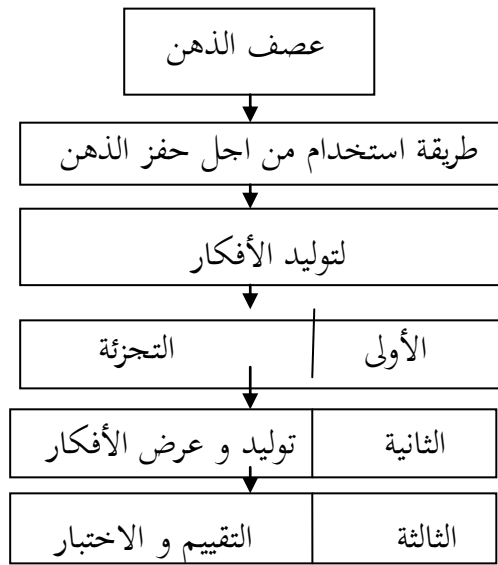 عصف الذهن
طريقة استخدام من اجل حفز الذهن
لتوليد الأفكار
الأولى التجزئة
الثانية توليد و عرض الأفكار
الثالثة التقييم و الاختبار